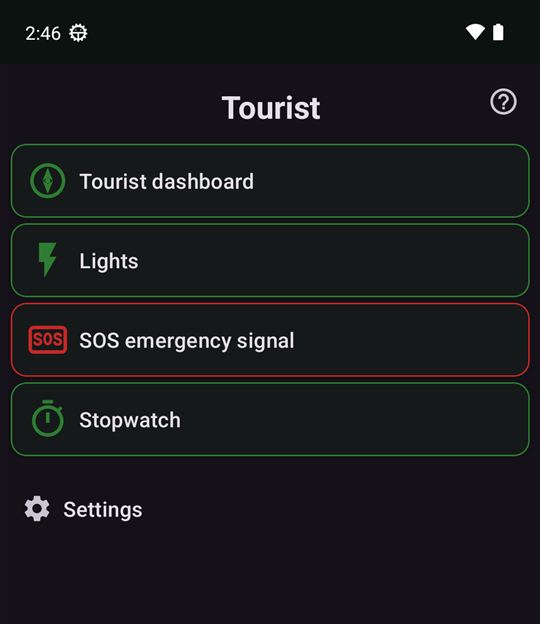 2:46
Tourist
Tourist dashboard
Lights
SOS SOS emergency signal
Stopwatch
Settings